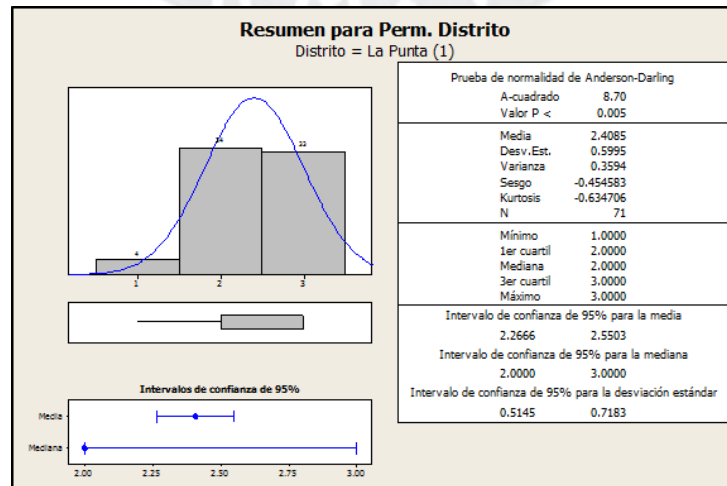 Resumen para Perm. Distrito
Distrito = La Punta (1)
4
34
33
1 2 3
Prueba de normalidad de Anderson-Darling
A-cuadrado 8.70
Valor P < 0.005
Media 2.4085
Desv.Est. 0.5995
Varianza 0.3594
Sesgo -0.454583
Kurtosis -0.634706
N 71
Mínimo 1.0000
1er cuartil 2.0000
Mediana 2.0000
3er cuartil 3.0000
Máximo 3.0000
Intervalo de confianza de 95% para la media
2.2666 2.5503
Intervalo de confianza de 95% para la mediana
2.0000 3.0000
Intervalo de confianza de 95% para la desviación estándar
0.5145 0.7183
Intervalos de confianza de 95%
Media
Mediana
2.00 2.25 2.50 2.75 3.00